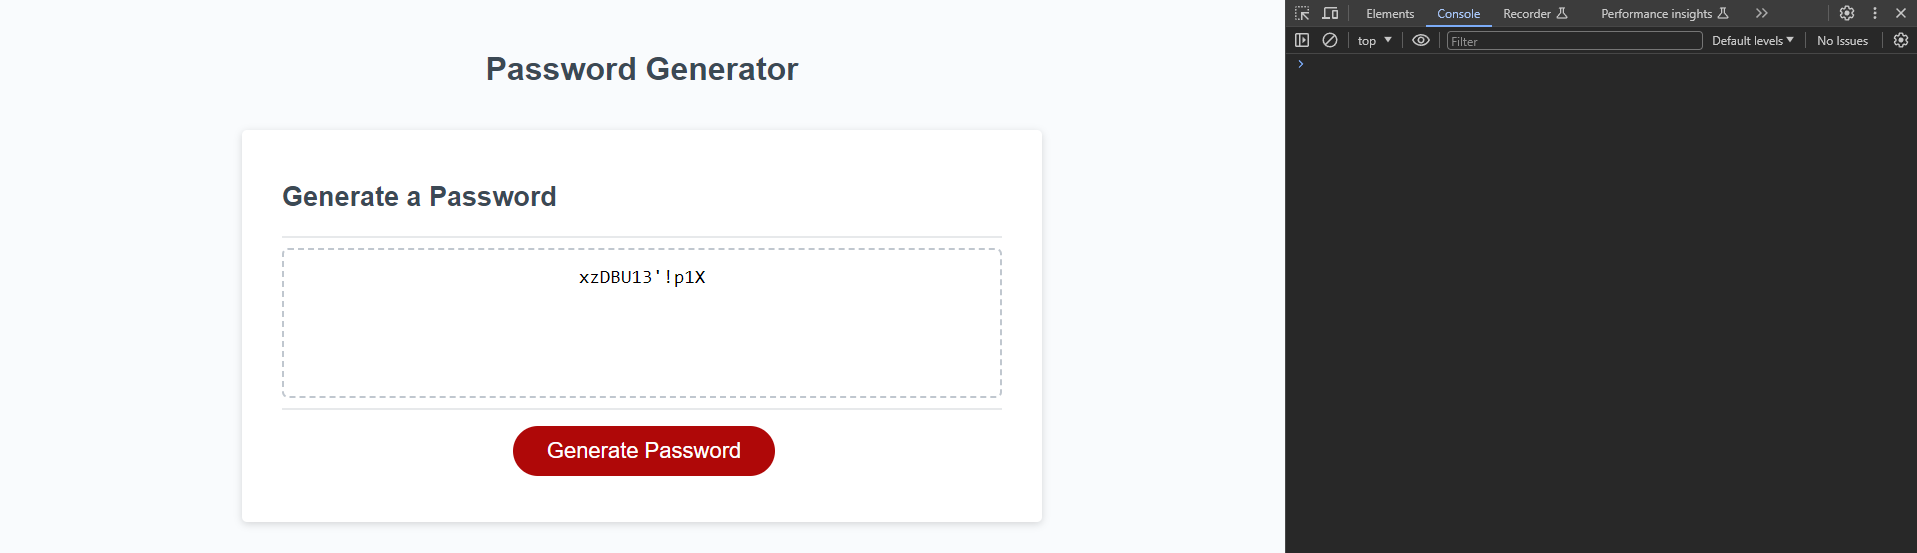 Password Generator
Generate a Password
xzDBU13'!p1X
Generate Password
Elements Console Recorder Performance insights
top Filter Default levels No Issues